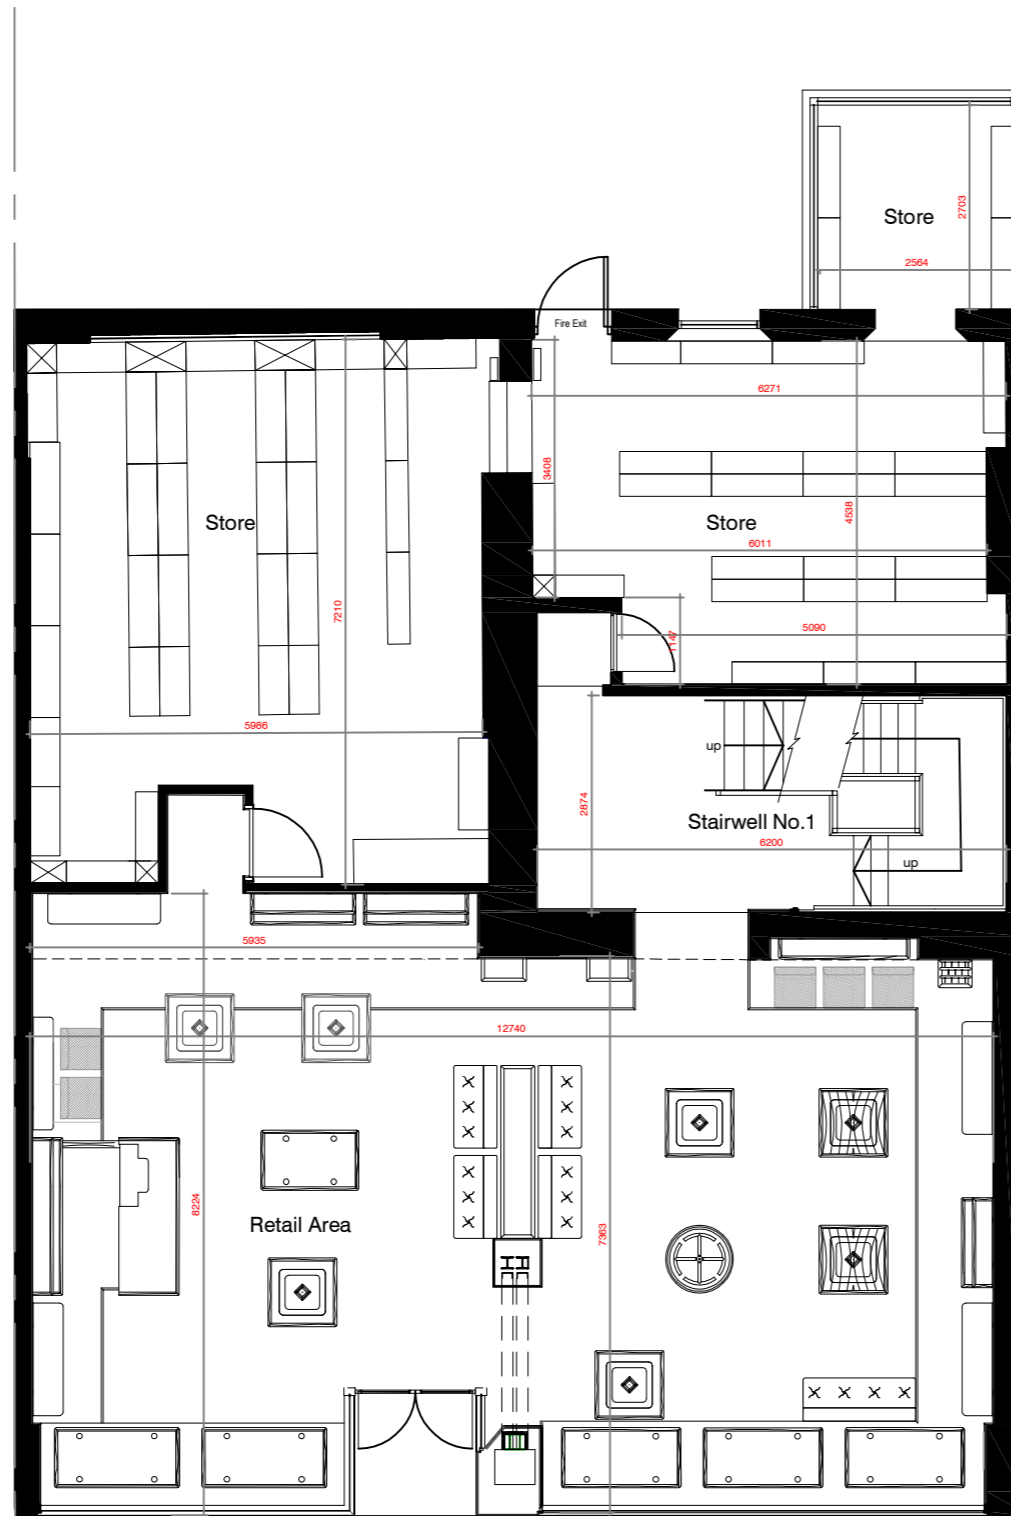 Store
2703
2564
Fire Exit
6271
3408
4538
Store
Store
6011
7210
1147
5090
5986
up
2874
Stairwell No.1
6200
up
5935
12740
8224
Retail Area
7363